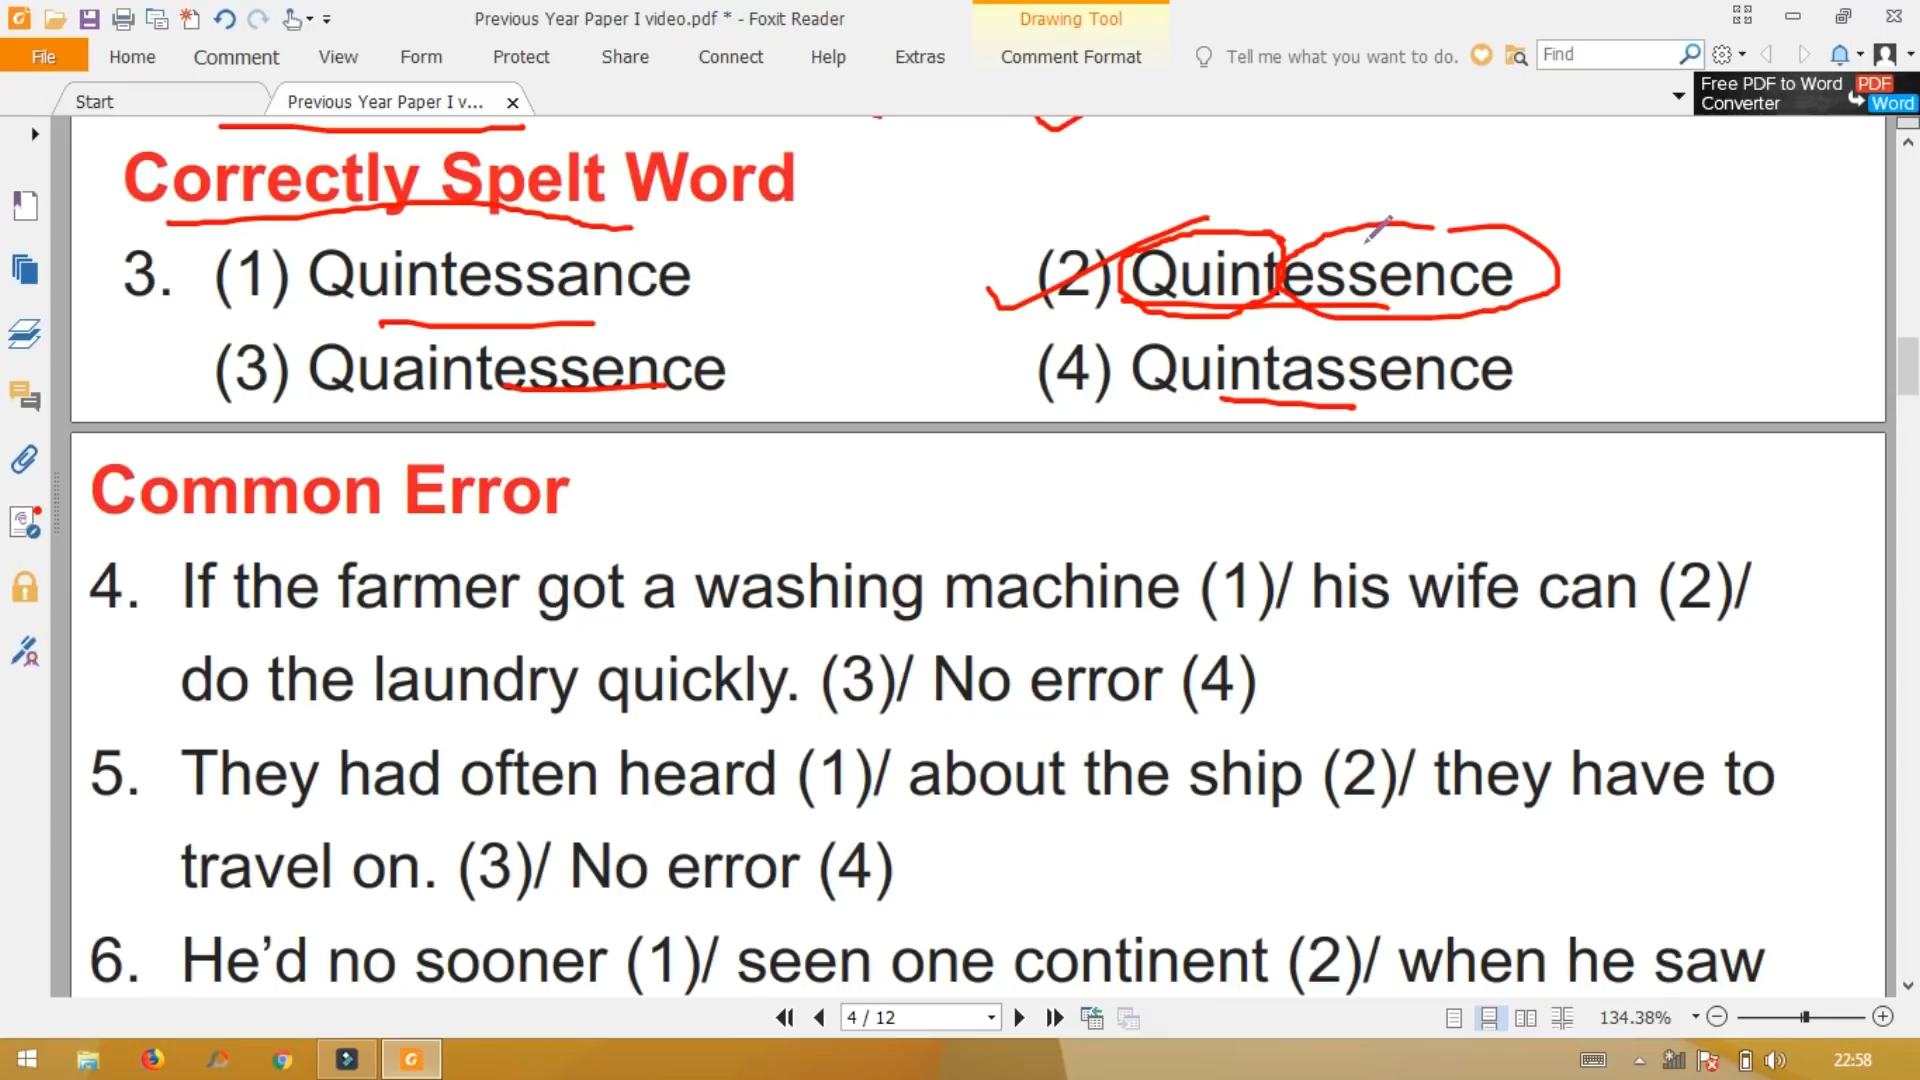 Previous Year Paper I video.pdf * - Foxit Reader
Drawing Tool
File
Home
Comment
View
Form
Protect
Share
Connect
Help
Extras
Comment Format
Tell me what you want to do.
Find
Start
Previous Year Paper I v...
Free PDF to Word
Converter
PDF
Word
Correctly Spelt Word
3. (1) Quintessance (2) Quintessence
(3) Quaintessence (4) Quintassence
Common Error
4. If the farmer got a washing machine (1)/ his wife can (2)/
do the laundry quickly. (3)/ No error (4)
5. They had often heard (1)/ about the ship (2)/ they have to
travel on. (3)/ No error (4)
6. He’d no sooner (1)/ seen one continent (2)/ when he saw
4 / 12
134.38%
22:58